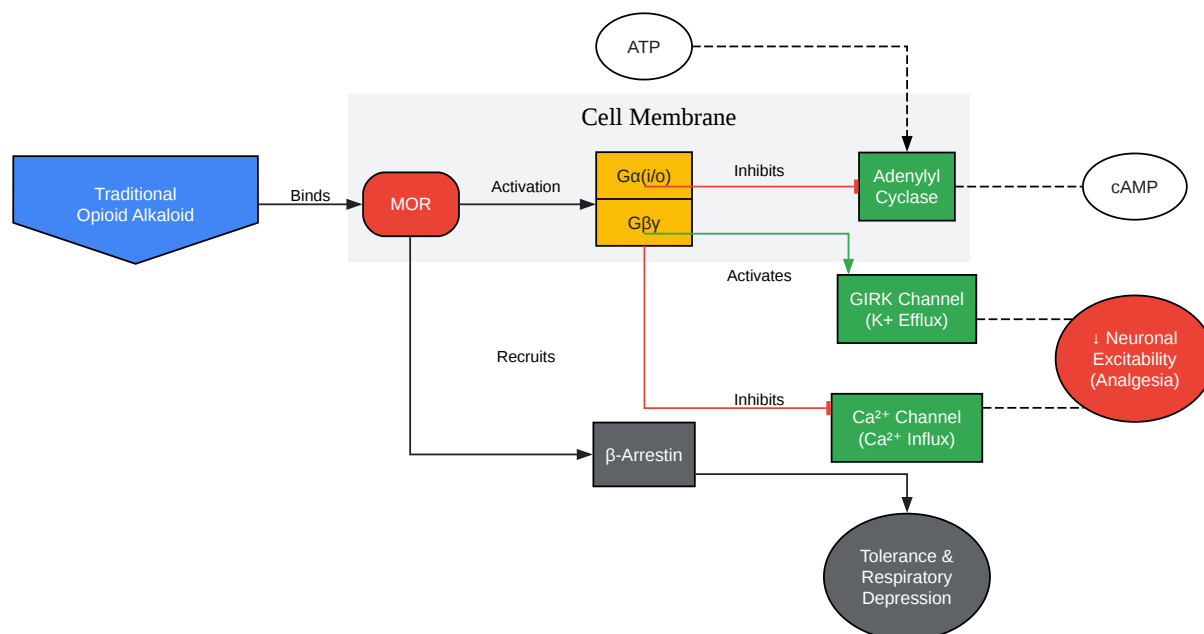 ATP
Cell Membrane
Traditional
Opioid Alkaloid
Binds
MOR
Activation
Gα(i/o)
Gβγ
Inhibits
Adenylyl
Cyclase
cAMP
Activates
GIRK Channel
(K+ Efflux)
↓ Neuronal
Excitability
(Analgesia)
Recruits
Inhibits
Ca²⁺ Channel
(Ca²⁺ Influx)
β-Arrestin
Tolerance &
Respiratory
Depression